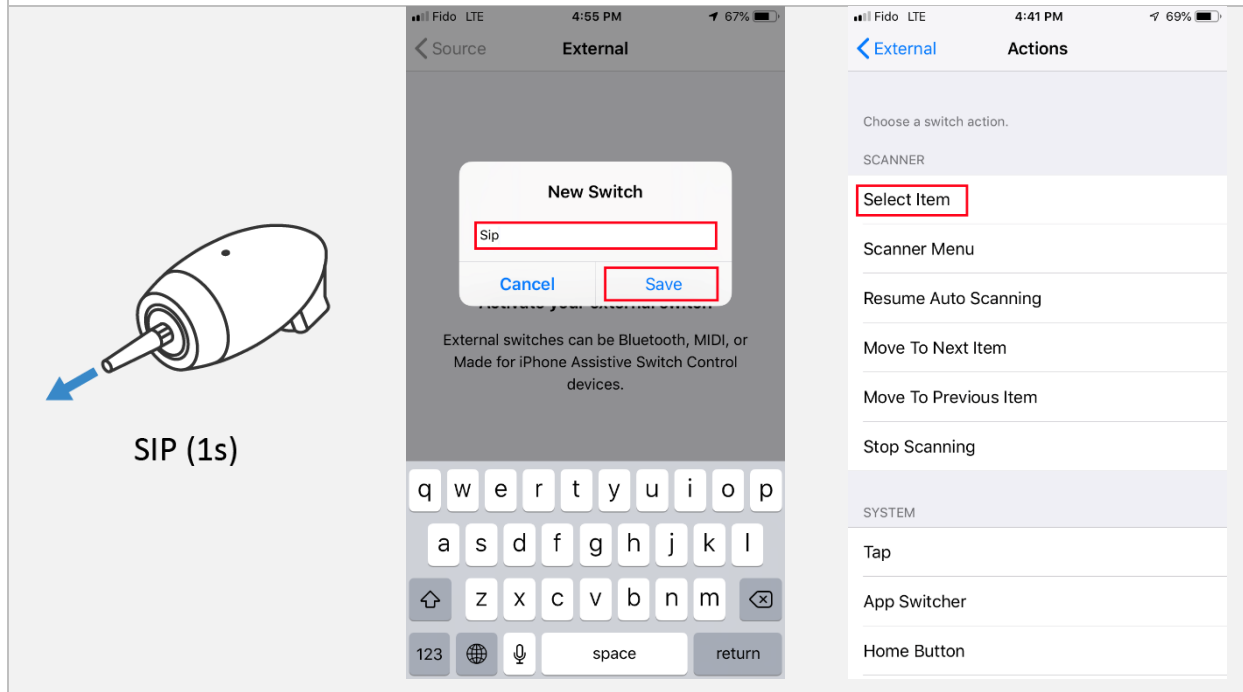 SIP (1s)
Fido LTE 4:55 PM 67%
Source External
New Switch
Sip
Cancel Save
External switches can be Bluetooth, MIDI, or
Made for iPhone Assistive Switch Control
devices.
q w e r t y u i o p
a s d f g h j k l
z x c v b n m
123 space return
Fido LTE 4:41 PM 69%
External Actions
Choose a switch action.
SCANNER
Select Item
Scanner Menu
Resume Auto Scanning
Move To Next Item
Move To Previous Item
Stop Scanning
SYSTEM
Tap
App Switcher
Home Button